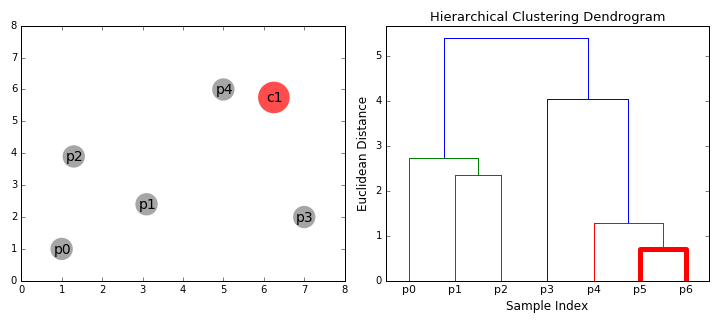 Hierarchical Clustering Dendrogram
8
7
6
5
4
3
2
1
0
0 1 2 3 4 5 6 7 8
p4
c1
p2
p1
p3
p0
Euclidean Distance
5
4
3
2
1
0
p0 p1 p2 p3 p4 p5 p6
Sample Index